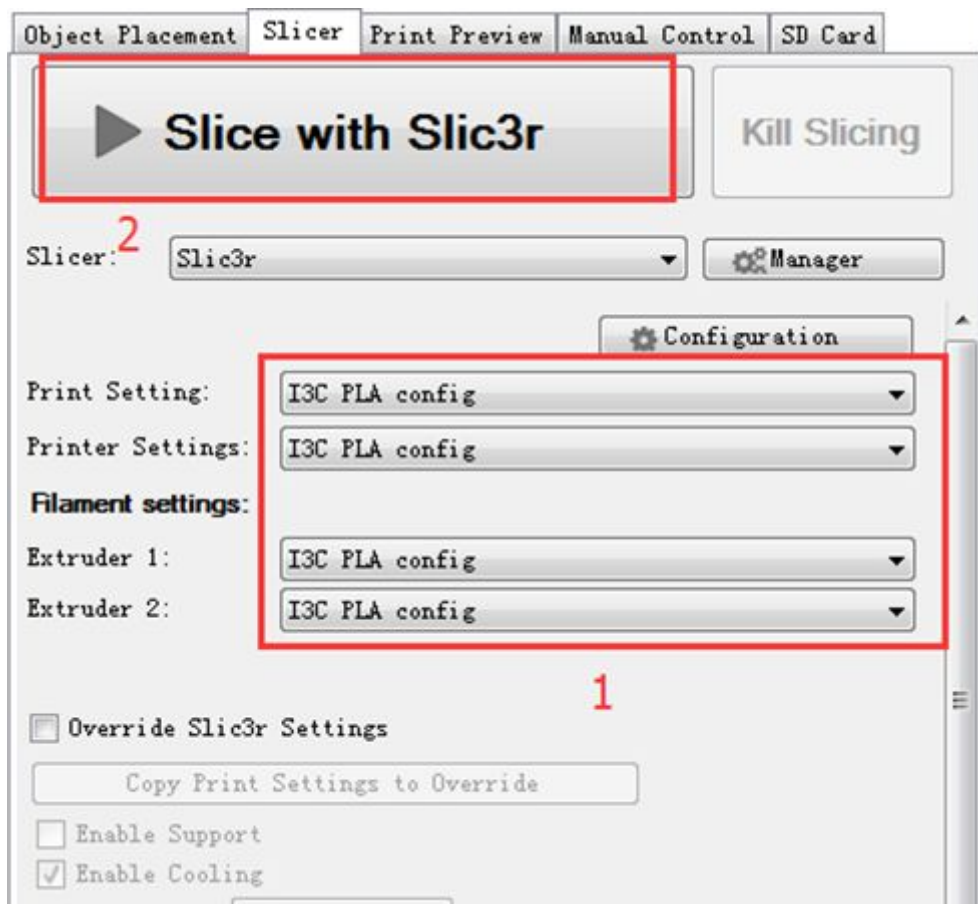 Object Placement Slicer Print Preview Manual Control SD Card
Slice with Slic3r Kill Slicing
2
Slicer: Slic3r Manager
Configuration
Print Setting: I3C PLA config
Printer Settings: I3C PLA config
Filament settings:
Extruder 1: I3C PLA config
Extruder 2: I3C PLA config
1
Override Slic3r Settings
Copy Print Settings to Override
Enable Support
Enable Cooling